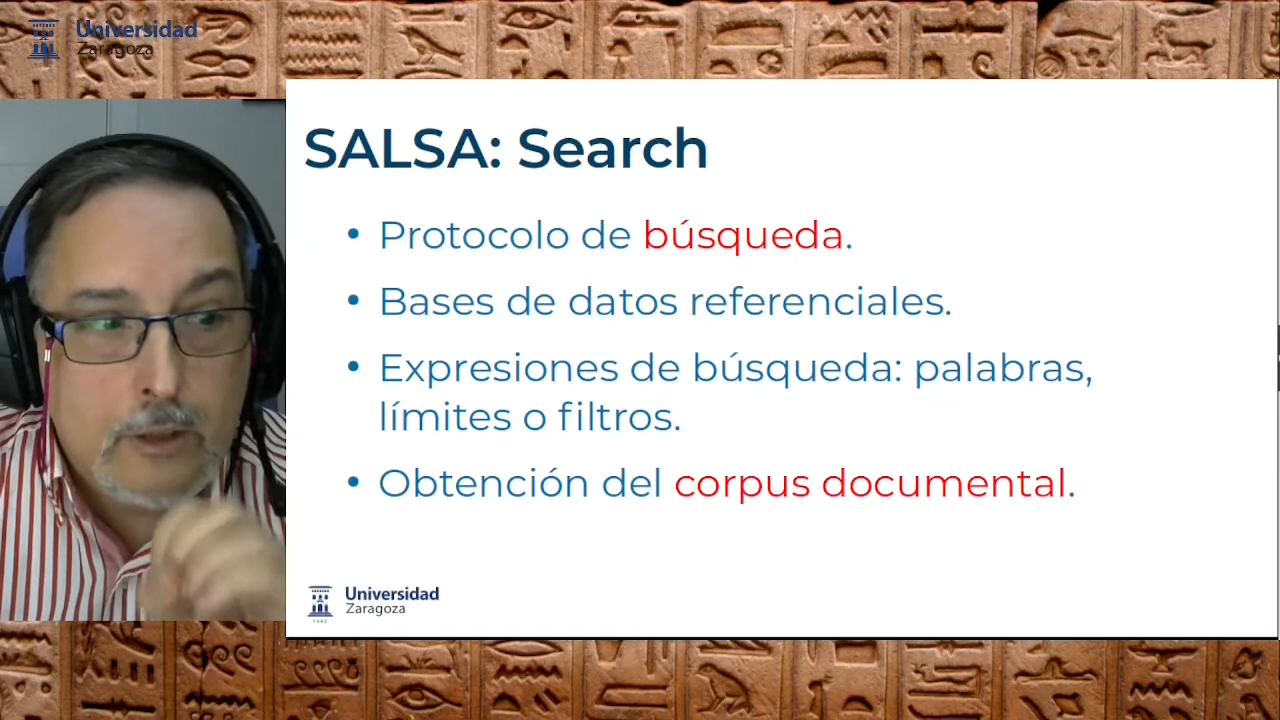 Universidad
Zaragoza
SALSA: Search
• Protocolo de búsqueda.
• Bases de datos referenciales.
• Expresiones de búsqueda: palabras,
límites o filtros.
• Obtención del corpus documental.
Universidad
Zaragoza
1542